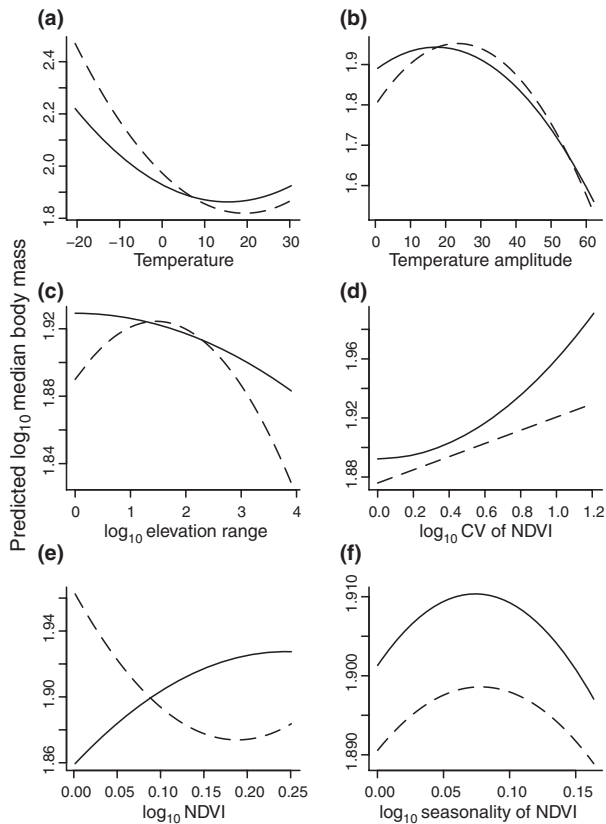 (a)
2.4
2.2
2.0
1.8
−20 −10 0 10 20 30
Temperature
(b)
1.9
1.8
1.7
1.6
0 10 20 30 40 50 60
Temperature amplitude
Predicted log10 median body mass
(c)
1.92
1.88
1.84
0 1 2 3 4
log10 elevation range
(d)
1.96
1.92
1.88
0.0 0.2 0.4 0.6 0.8 1.0 1.2
log10 CV of NDVI
(e)
1.94
1.90
1.86
0.00 0.05 0.10 0.15 0.20 0.25
log10 NDVI
(f)
1.910
1.900
1.890
0.00 0.05 0.10 0.15
log10 seasonality of NDVI